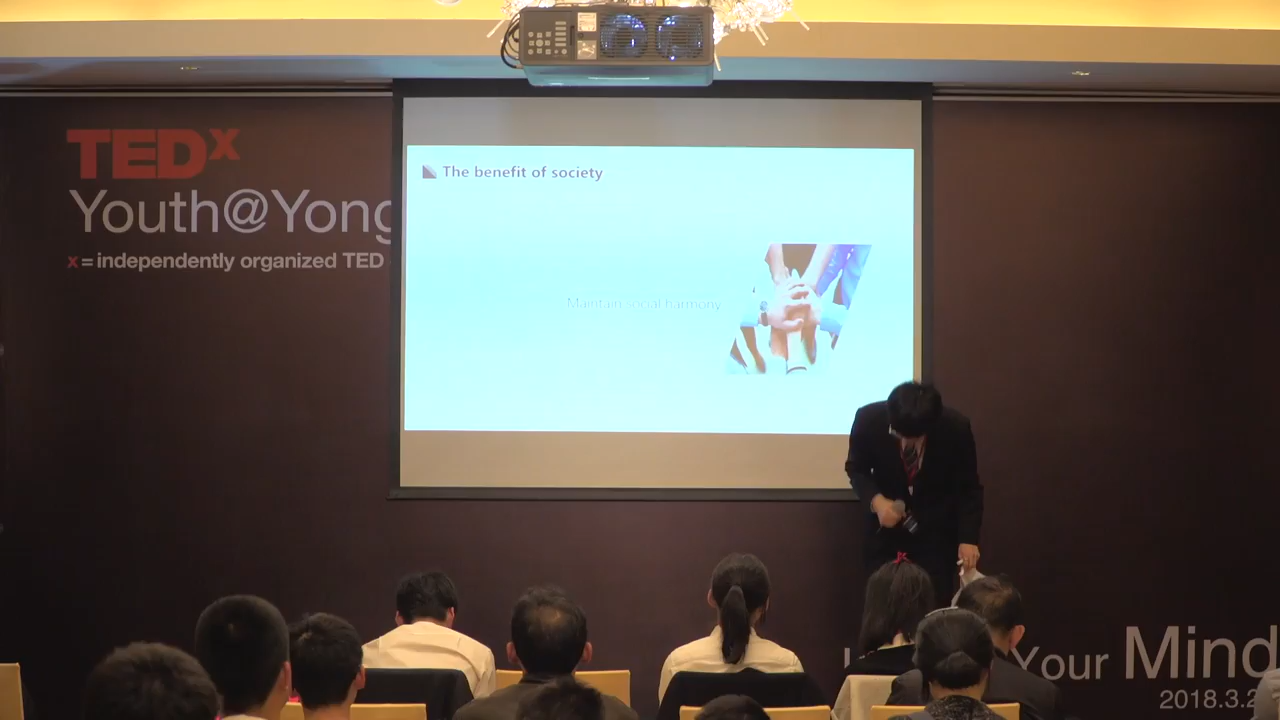 TEDx
Youth@Yong
x = independently organized TED
The benefit of society
Maintain social harmony
Your Mind
2018.3.2